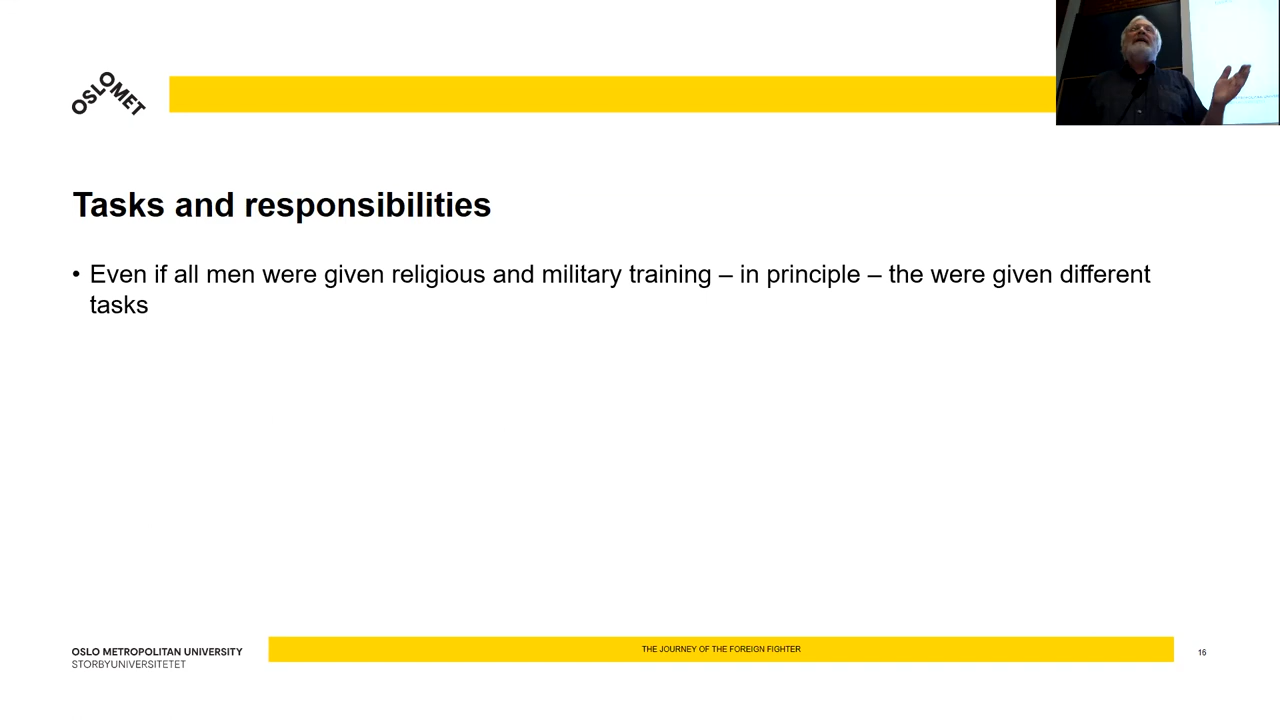 OSLOMET
Tasks and responsibilities
• Even if all men were given religious and military training – in principle – the were given different
tasks
OSLO METROPOLITAN UNIVERSITY
STORBYUNIVERSITETET
THE JOURNEY OF THE FOREIGN FIGHTER
16